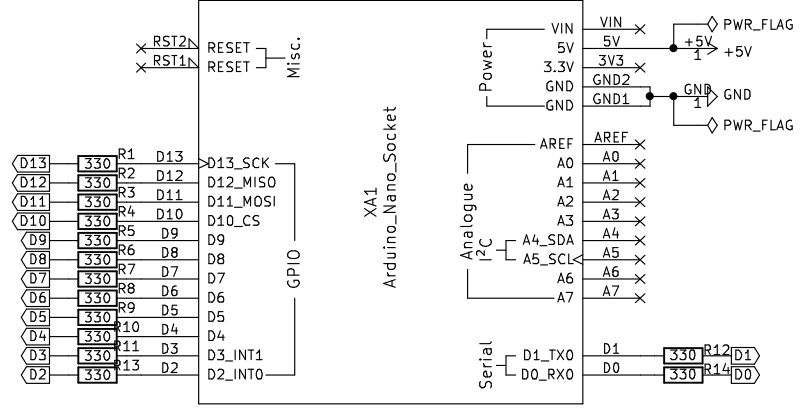 VIN VIN PWR_FLAG
RST2 RESET 5V 5V +5V
1 +5V
RST1 RESET Misc. 3.3V 3V3
Power
GND GND2 GND
1 GND
GND GND1
PWR_FLAG
XA1
Arduino_Nano_Socket
AREF AREF
D13 330 R1 D13 D13_SCK A0 A0
D12 330 R2 D12 D12_MISO A1 A1
D11 330 R3 D11 D11_MOSI A2 A2
D10 330 R4 D10 D10_CS A3 A3
D9 330 R5 D9 D9 A4_SDA A4
D8 330 R6 D8 D8 A5_SCL A5
Analogue
I²C
GPIO
D7 330 R7 D7 D7 A6 A6
D6 330 R8 D6 D6 A7 A7
D5 330 R9 D5 D5
D4 330 R10 D4 D4
D3 330 R11 D3 D3_INT1 D1_TX0 D1 330 R12 D1
D2 330 R13 D2 D2_INT0 D0_RX0 D0 330 R14 D0
Serial